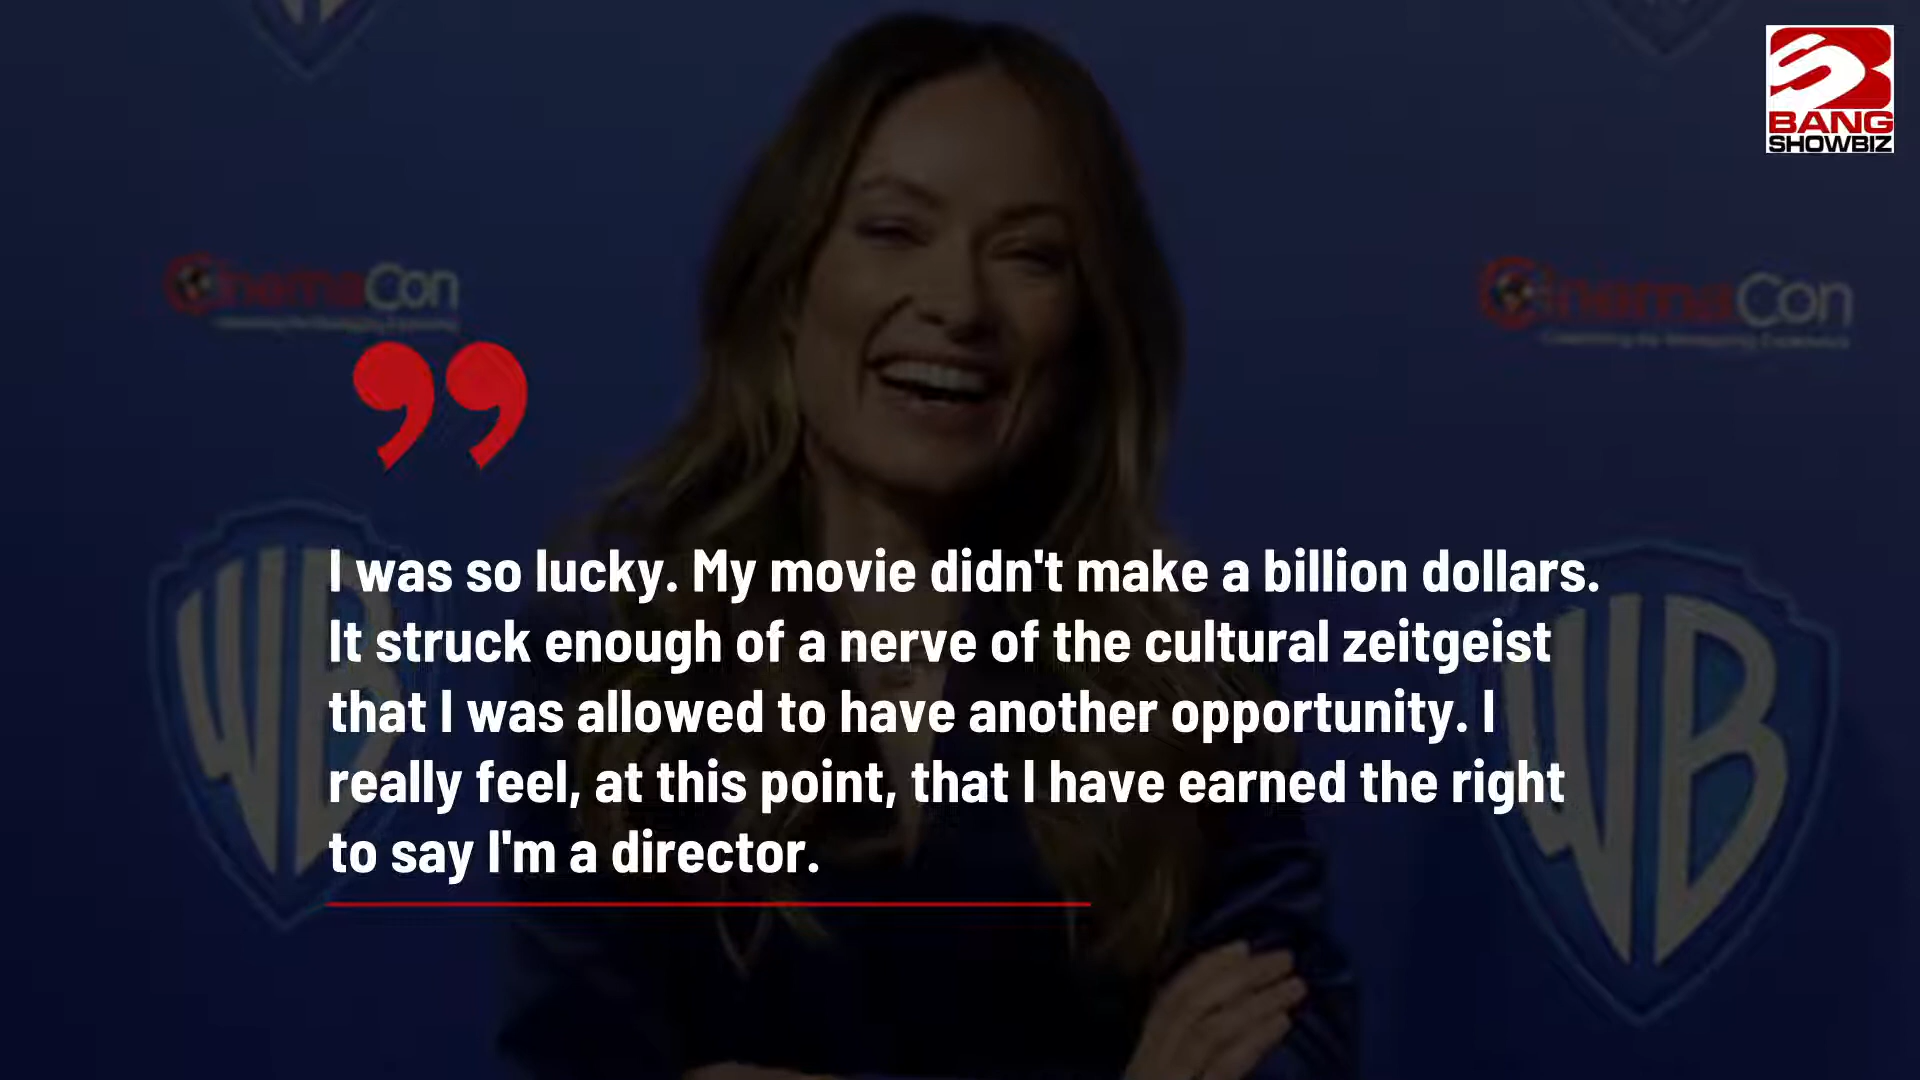 BANG
SHOWBIZ
CinemaCon
CinemaCon
”
I was so lucky. My movie didn't make a billion dollars.
It struck enough of a nerve of the cultural zeitgeist
that I was allowed to have another opportunity. I
really feel, at this point, that I have earned the right
to say I'm a director.
WB
WB